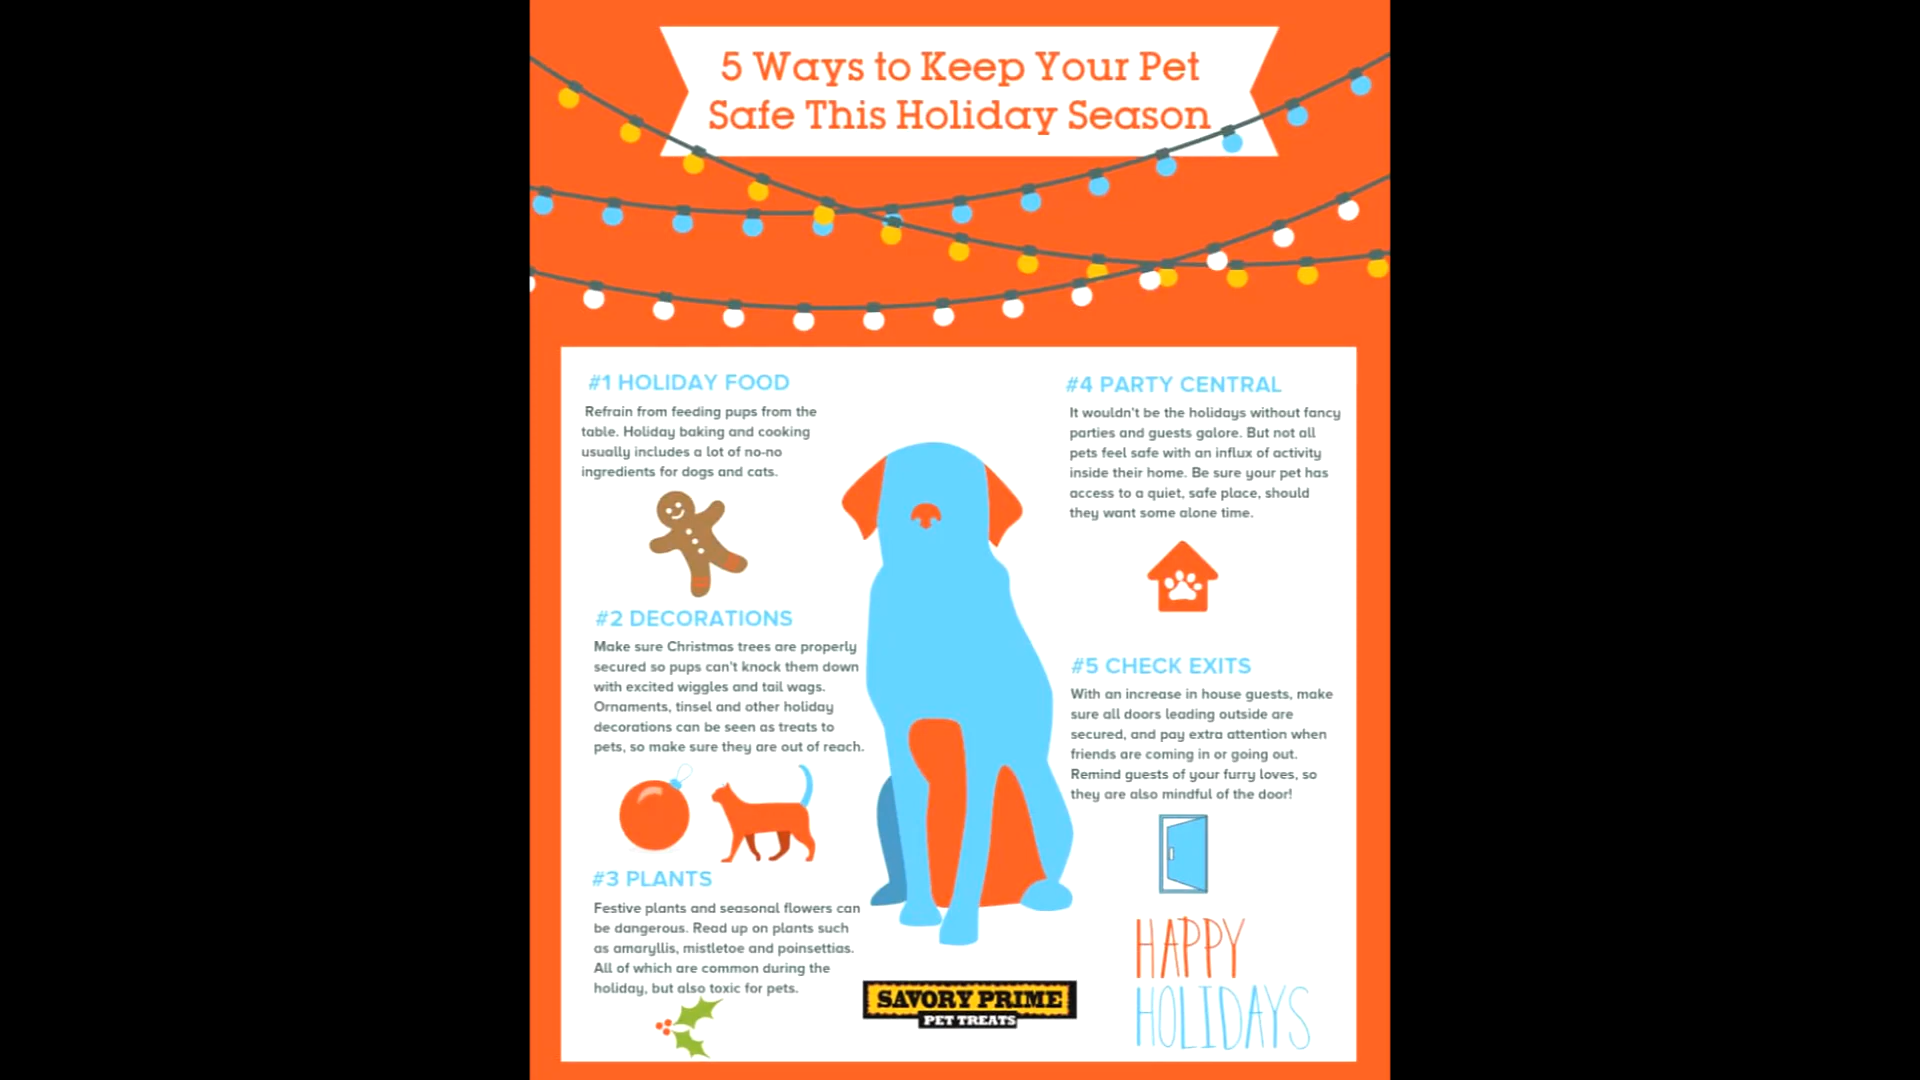 5 Ways to Keep Your Pet
Safe This Holiday Season
#1 HOLIDAY FOOD
Refrain from feeding pups from the
table. Holiday baking and cooking
usually includes a lot of no-no
ingredients for dogs and cats.
#2 DECORATIONS
Make sure Christmas trees are properly
secured so pups can't knock them down
with excited wiggles and tail wags.
Ornaments, tinsel and other holiday
decorations can be seen as treats to
pets, so make sure they are out of reach.
#3 PLANTS
Festive plants and seasonal flowers can
be dangerous. Read up on plants such
as amaryllis, mistletoe and poinsettias.
All of which are common during the
holiday, but also toxic for pets.
#4 PARTY CENTRAL
It wouldn't be the holidays without fancy
parties and guests galore. But not all
pets feel safe with an influx of activity
inside their home. Be sure your pet has
access to a quiet, safe place, should
they want some alone time.
#5 CHECK EXITS
With an increase in house guests, make
sure all doors leading outside are
secured, and pay extra attention when
friends are coming in or going out.
Remind guests of your furry loves, so
they are also mindful of the door!
SAVORY PRIME
PET TREATS
HAPPY
HOLIDAYS